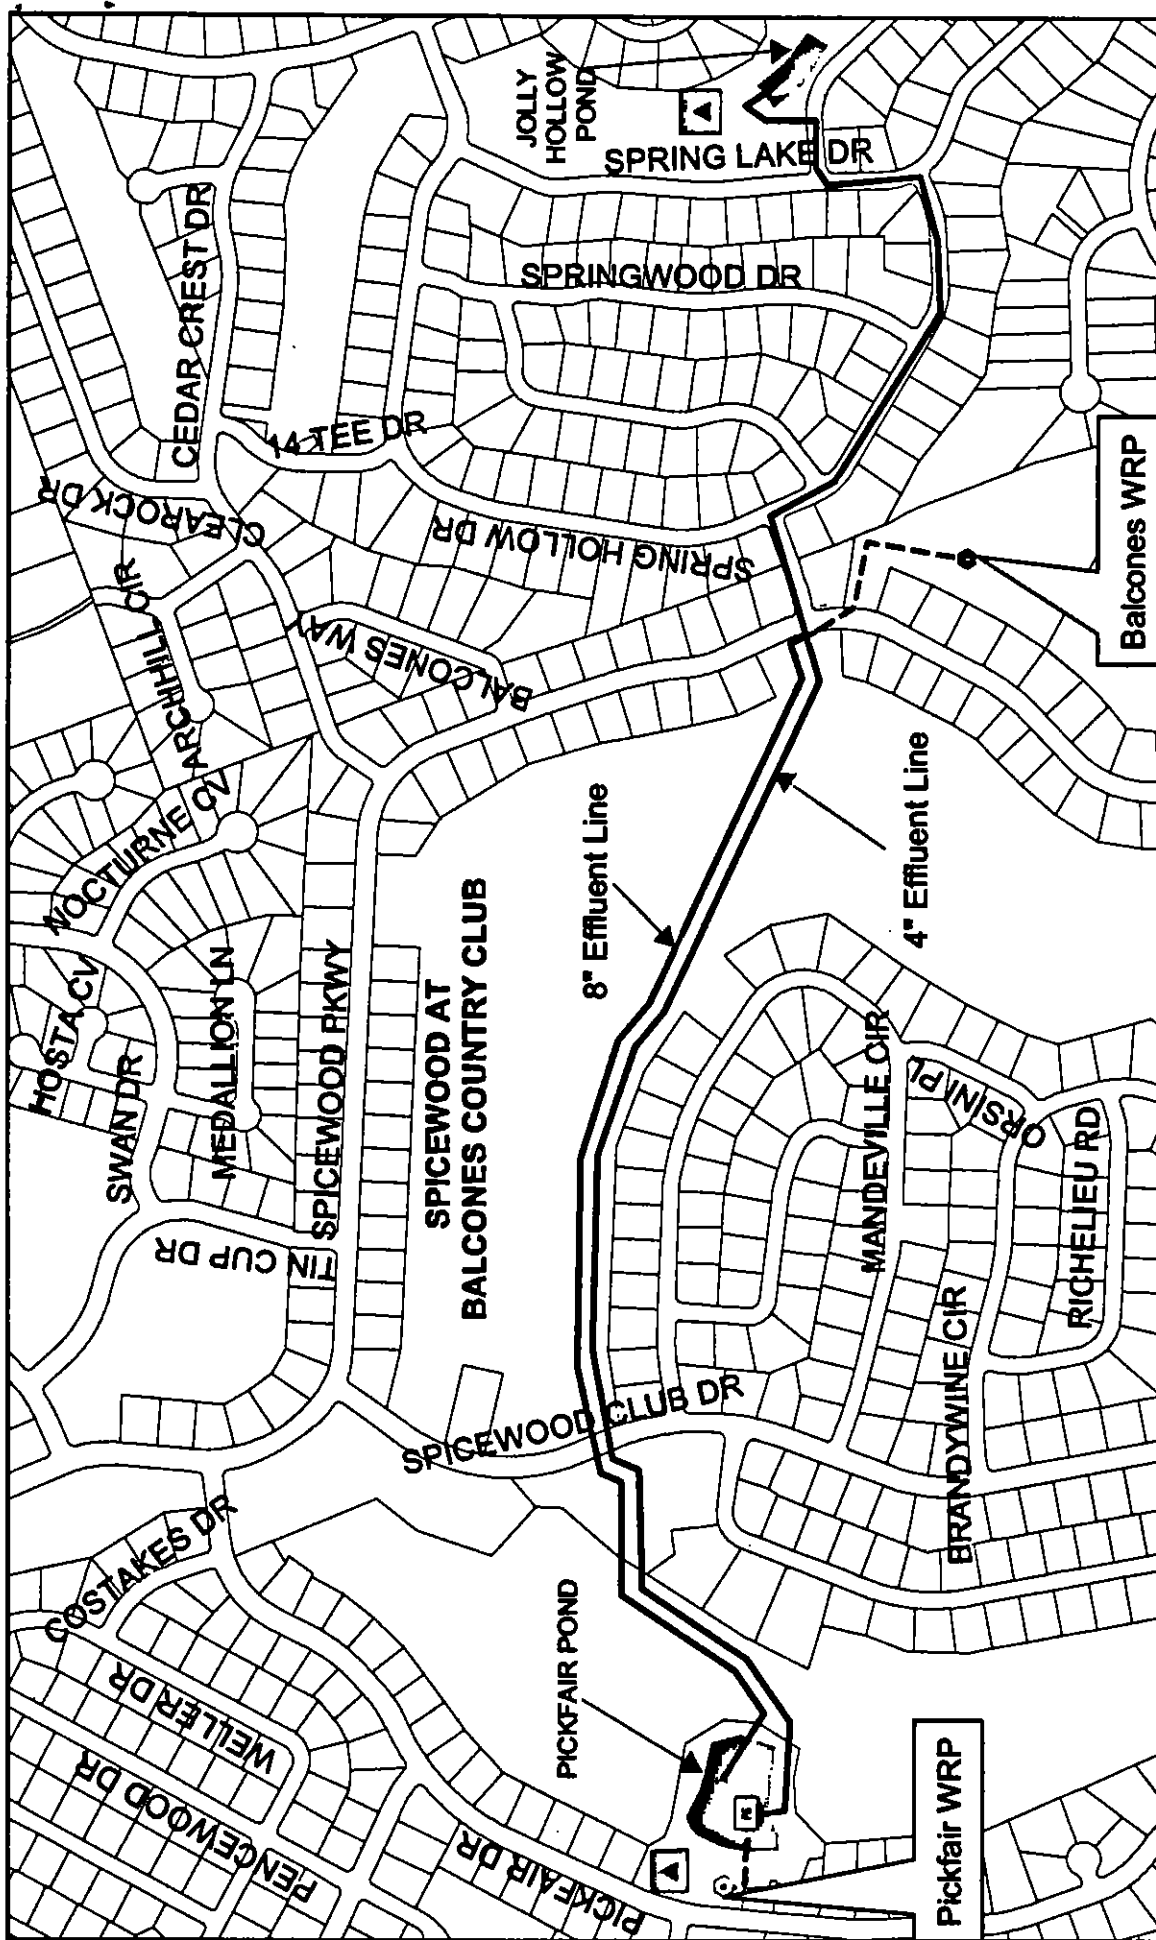 COSTAKES DR
WELLER DR
PENCEWOOD DR
PICKFAIR DR
PICKFAIR POND
M
Pickfair WRP
HOSTA CV
SWAN DR
TIN CUP DR
MEDALLION LN
NOCTURNE CV
SPICEWOOD PKWY
SPICEWOOD AT
BALCONES COUNTRY CLUB
SPICEWOOD CLUB DR
8" Effluent Line
4" Effluent Line
MANDEVILLE CIR
ORSINI PL
BRANDYWINE CIR
RICHELIEU RD
ARCHHILL CIR
CLEAROCK DR
CEDAR CREST DR
14 TEE DR
BALCONES WAY
SPRING HOLLOW DR
SPRINGWOOD DR
SPRING LAKE DR
JOLLY
HOLLOW
POND
Balcones WRP